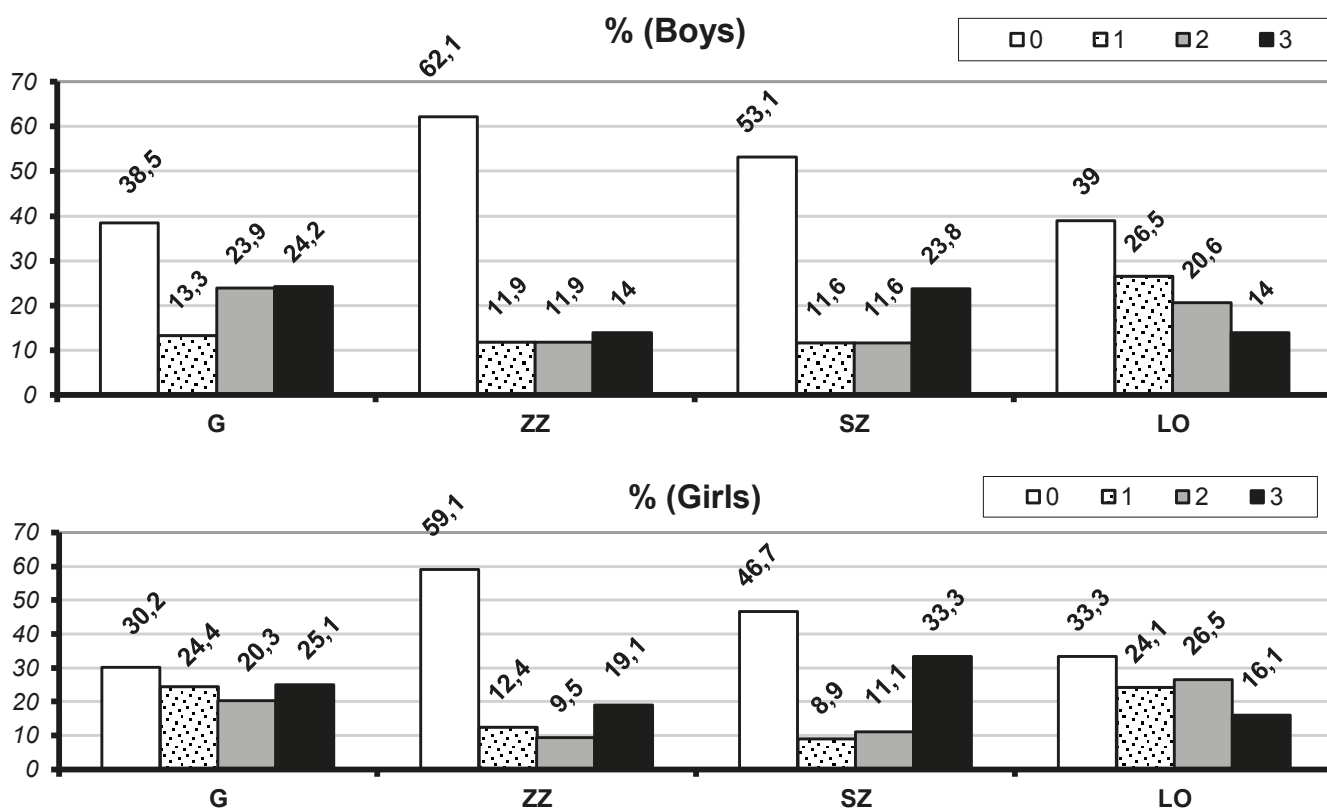 % (Boys)
0 1 2 3
70
60
50
40
30
20
10
0
38,5 13,3 23,9 24,2
62,1 11,9 11,9 14
53,1 11,6 11,6 23,8
39 26,5 20,6 14
G ZZ SZ LO
% (Girls)
0 1 2 3
70
60
50
40
30
20
10
0
30,2 24,4 20,3 25,1
59,1 12,4 9,5 19,1
46,7 8,9 11,1 33,3
33,3 24,1 26,5 16,1
G ZZ SZ LO